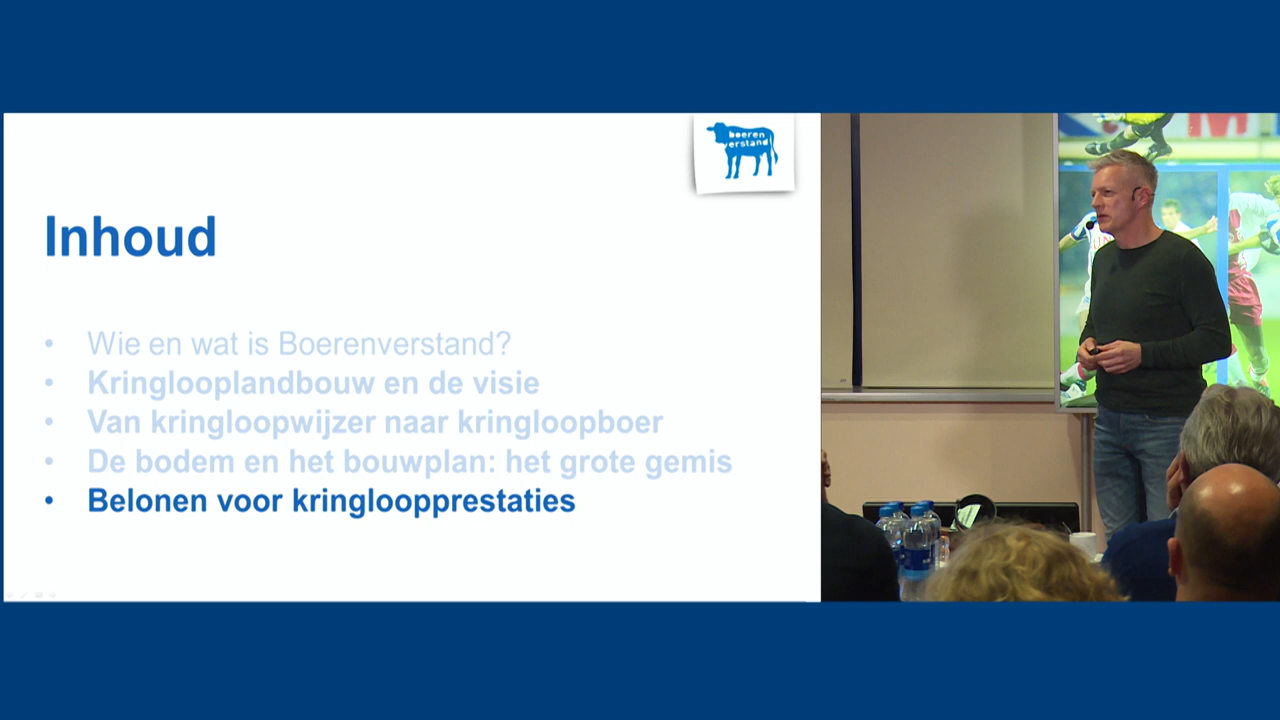 boeren
verstand
Inhoud
• Wie en wat is Boerenverstand?
• Kringlooplandbouw en de visie
• Van kringloopwijzer naar kringloopboer
• De bodem en het bouwplan: het grote gemis
• Belonen voor kringloopprestaties